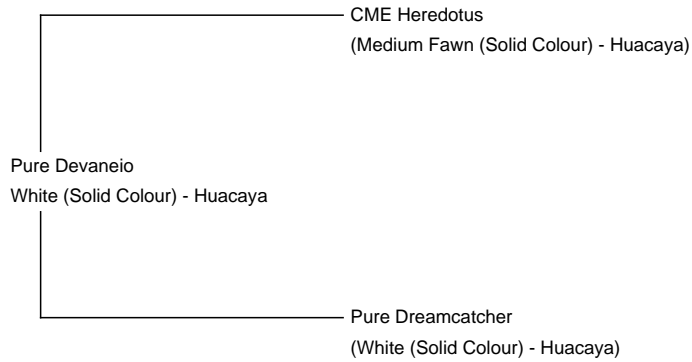 CME Heredotus
(Medium Fawn (Solid Colour) - Huacaya)
Pure Devaneio
White (Solid Colour) - Huacaya
Pure Dreamcatcher
(White (Solid Colour) - Huacaya)